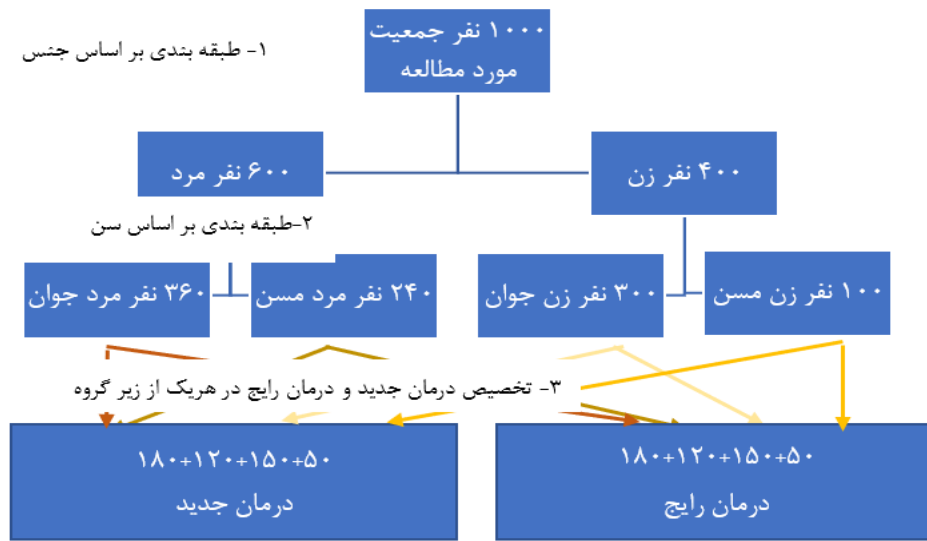 ۱۰۰۰ نفر جمعیت
مورد مطالعه
۱- طبقه بندی بر اساس جنس
۴۰۰ نفر زن
۶۰۰ نفر مرد
۲-طبقه بندی بر اساس سن
۱۰۰ نفر زن مسن
۳۰۰ نفر زن جوان
۲۴۰ نفر مرد مسن
۳۶۰ نفر مرد جوان
۳- تخصیص درمان جدید و درمان رایج در هریک از زیر گروه
۱۸۰+۱۲۰+۱۵۰+۵۰
درمان رایج
۱۸۰+۱۲۰+۱۵۰+۵۰
درمان جدید